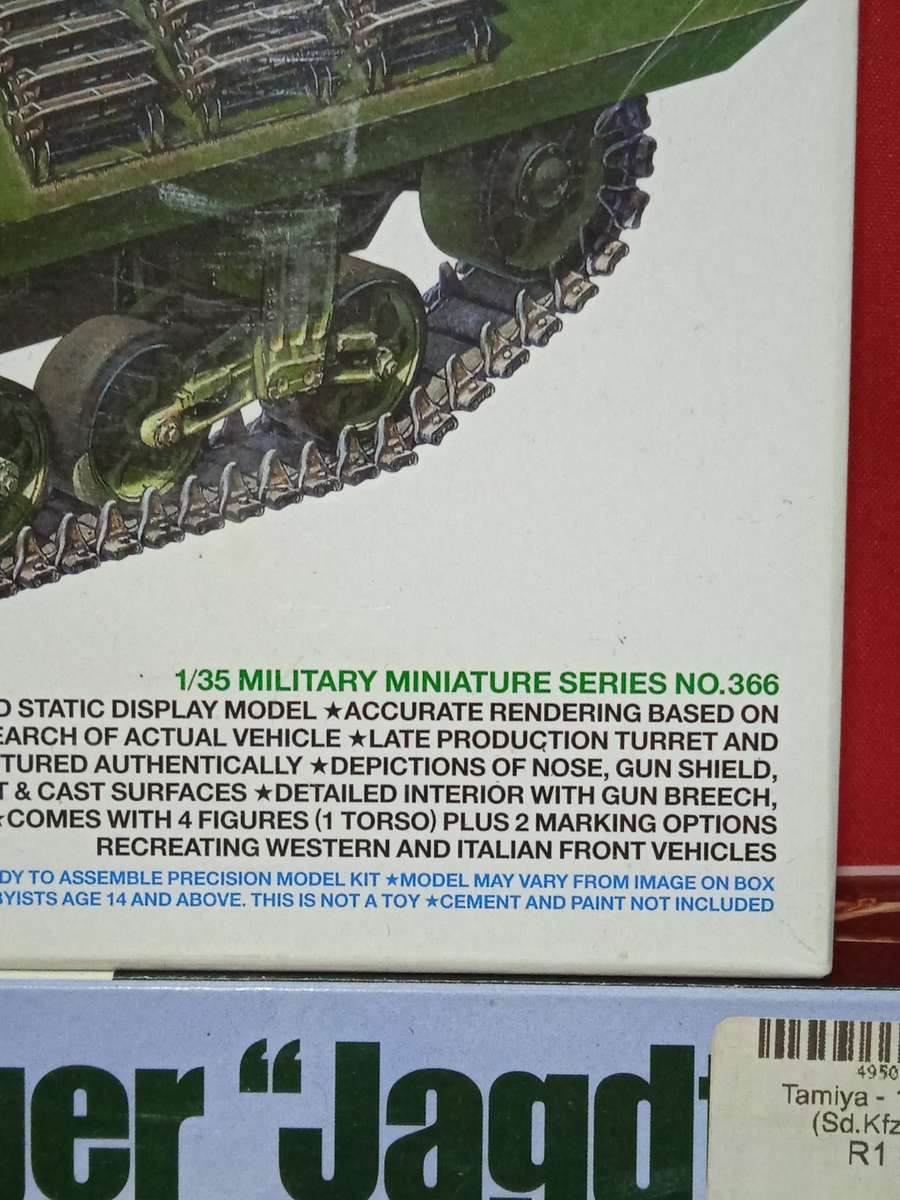 1/35 MILITARY MINIATURE SERIES NO.366
D STATIC DISPLAY MODEL ★ACCURATE RENDERING BASED ON
EARCH OF ACTUAL VEHICLE ★LATE PRODUCTION TURRET AND
TURED AUTHENTICALLY ★DEPICTIONS OF NOSE, GUN SHIELD,
T & CAST SURFACES ★DETAILED INTERIOR WITH GUN BREECH,
★COMES WITH 4 FIGURES (1 TORSO) PLUS 2 MARKING OPTIONS
RECREATING WESTERN AND ITALIAN FRONT VEHICLES
DY TO ASSEMBLE PRECISION MODEL KIT ★MODEL MAY VARY FROM IMAGE ON BOX
BYISTS AGE 14 AND ABOVE. THIS IS NOT A TOY ★CEMENT AND PAINT NOT INCLUDED
ger “Jagd
4950
Tamiya - 1
(Sd.Kfz
R1